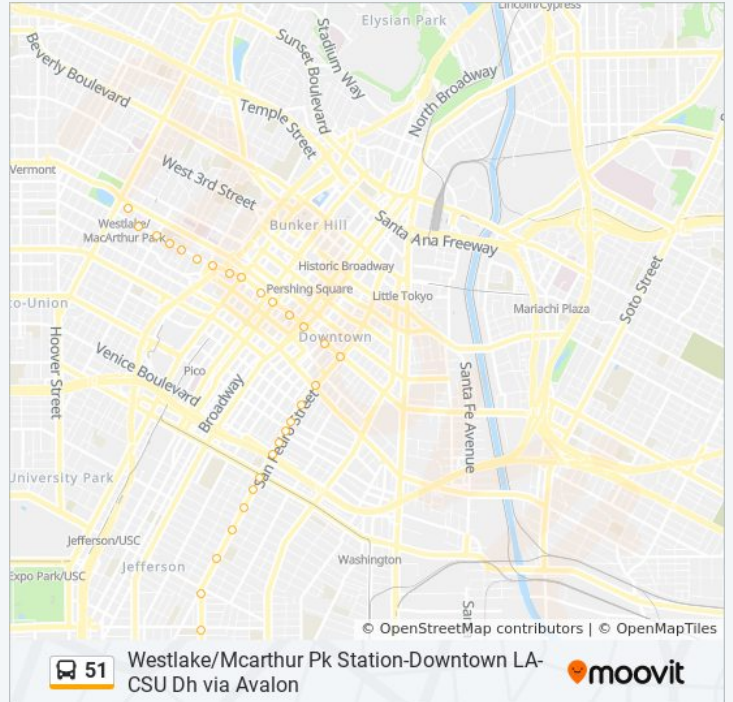 Lincoln/Cypress
Elysian Park
Stadium Way
Sunset Boulevard
Beverly Boulevard
North Broadway
Temple Street
Vermont
West 3rd Street
Westlake/
MacArthur Park
Bunker Hill
Santa Ana Freeway
Historic Broadway
Pershing Square
Little Tokyo
co-Union
Mariachi Plaza
Soto Street
Downtown
Hoover Street
Venice Boulevard
Pico
Broadway
Santa Fe Avenue
San Pedro Street
University Park
Jefferson/USC
Jefferson
Washington
Expo Park/USC
San
© OpenStreetMap contributors | © OpenMapTiles
51
Westlake/Mcarthur Pk Station-Downtown LA-
CSU Dh via Avalon
moovit